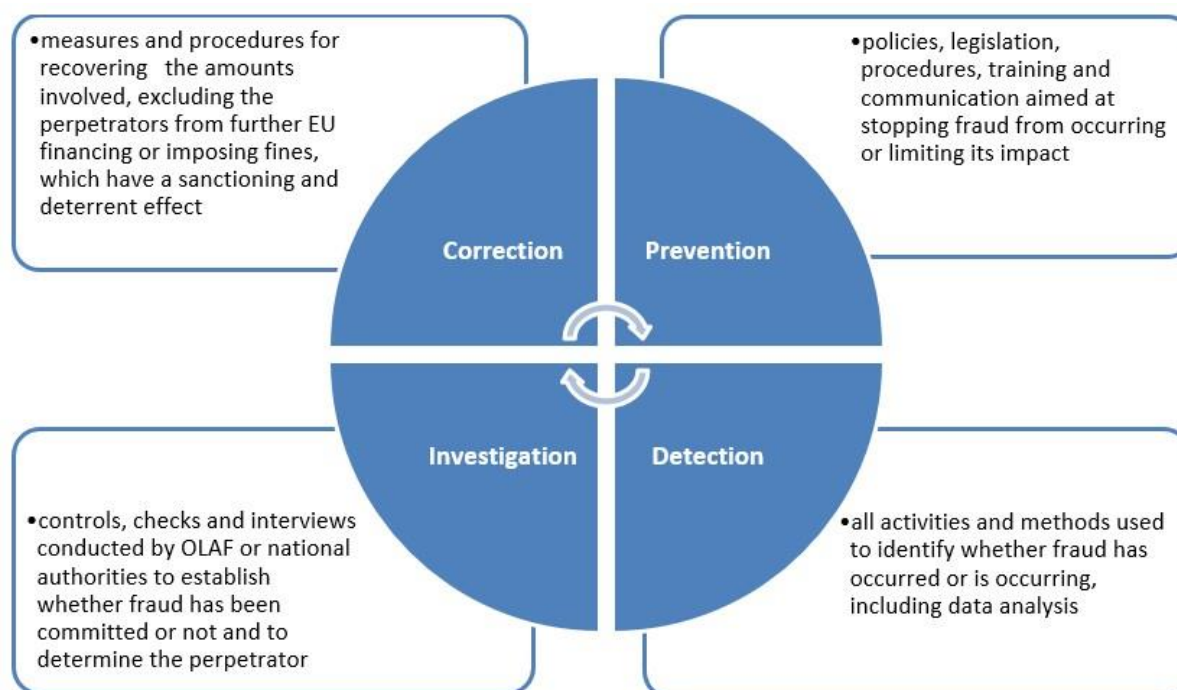 •measures and procedures for
recovering the amounts
involved, excluding the
perpetrators from further EU
financing or imposing fines,
which have a sanctioning and
deterrent effect
•policies, legislation,
procedures, training and
communication aimed at
stopping fraud from occurring
or limiting its impact
Correction
Prevention
Investigation
Detection
•controls, checks and interviews
conducted by OLAF or national
authorities to establish
whether fraud has been
committed or not and to
determine the perpetrator
•all activities and methods used
to identify whether fraud has
occurred or is occurring,
including data analysis